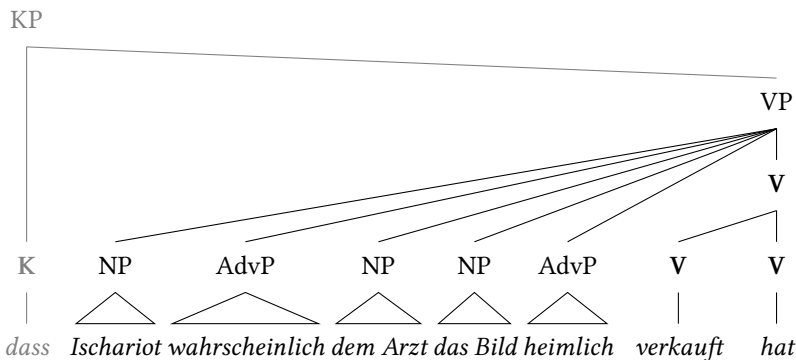 KP
VP
V
K NP AdvP NP NP AdvP V V
dass Ischariot wahrscheinlich dem Arzt das Bild heimlich verkauft hat